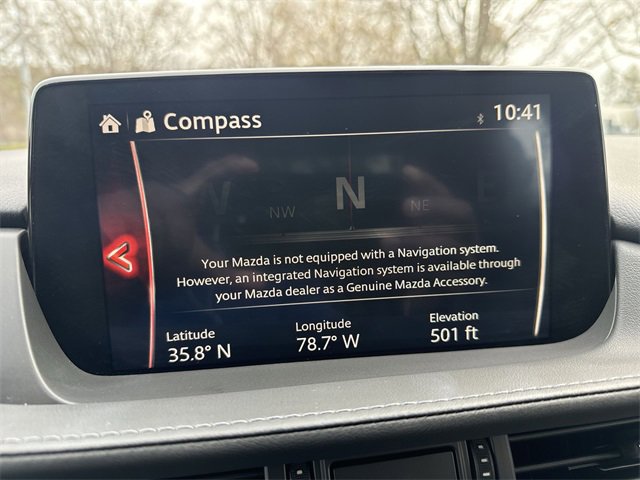 Compass
10:41
W NW N NE E
Your Mazda is not equipped with a Navigation system.
However, an integrated Navigation system is available through
your Mazda dealer as a Genuine Mazda Accessory.
Latitude Longitude Elevation
35.8° N 78.7° W 501 ft